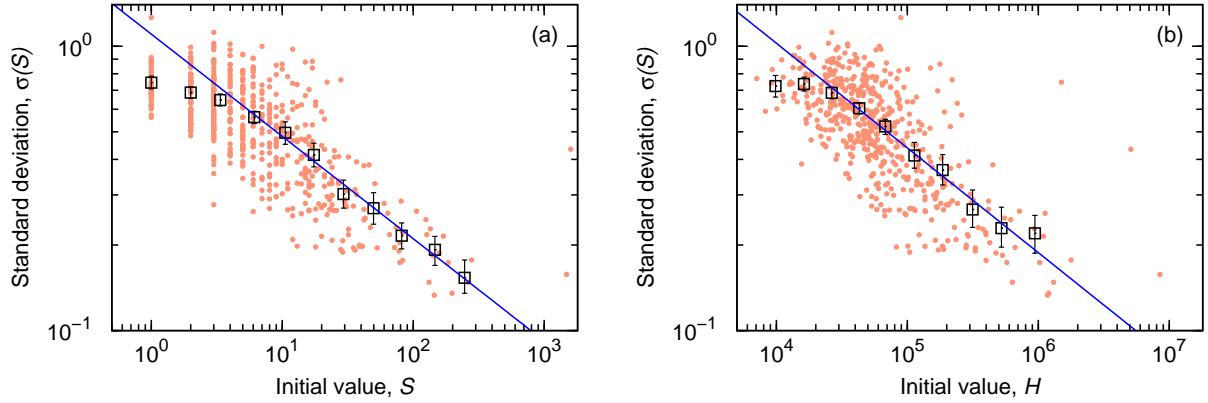 (a)
Standard deviation, σ(S)
10⁰
10⁻¹
10⁰
10¹
10²
10³
Initial value, S
(b)
Standard deviation, σ(S)
10⁰
10⁻¹
10⁴
10⁵
10⁶
10⁷
Initial value, H